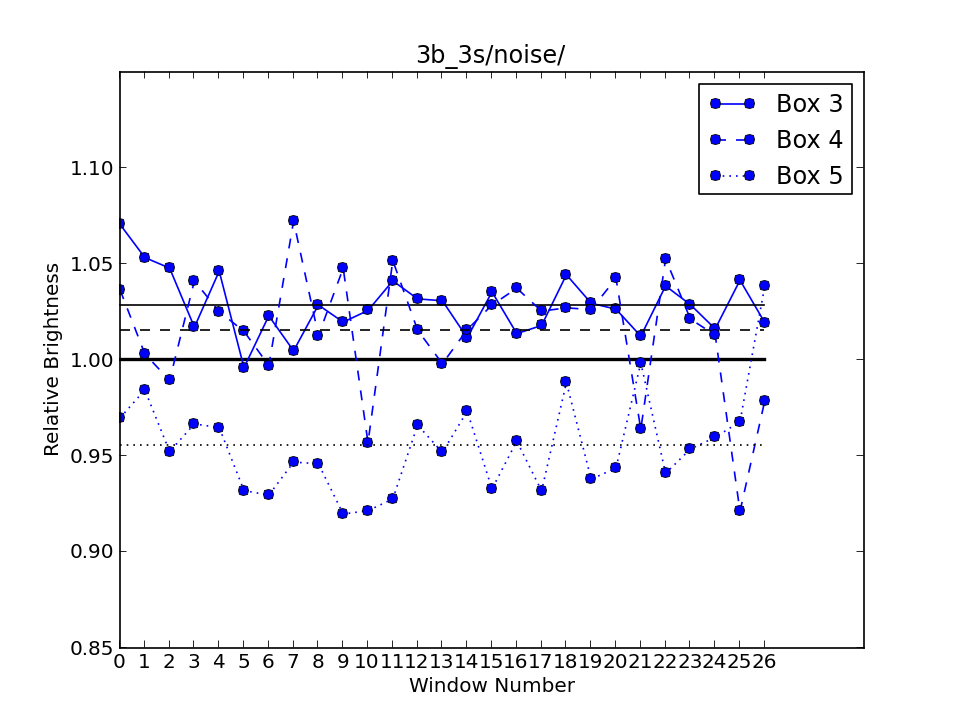 3b_3s/noise/
Box 3
Box 4
Box 5
1.10
1.05
1.00
0.95
0.90
0.85
Relative Brightness
0 1 2 3 4 5 6 7 8 9 10 11 12 13 14 15 16 17 18 19 20 21 22 23 24 25 26
Window Number